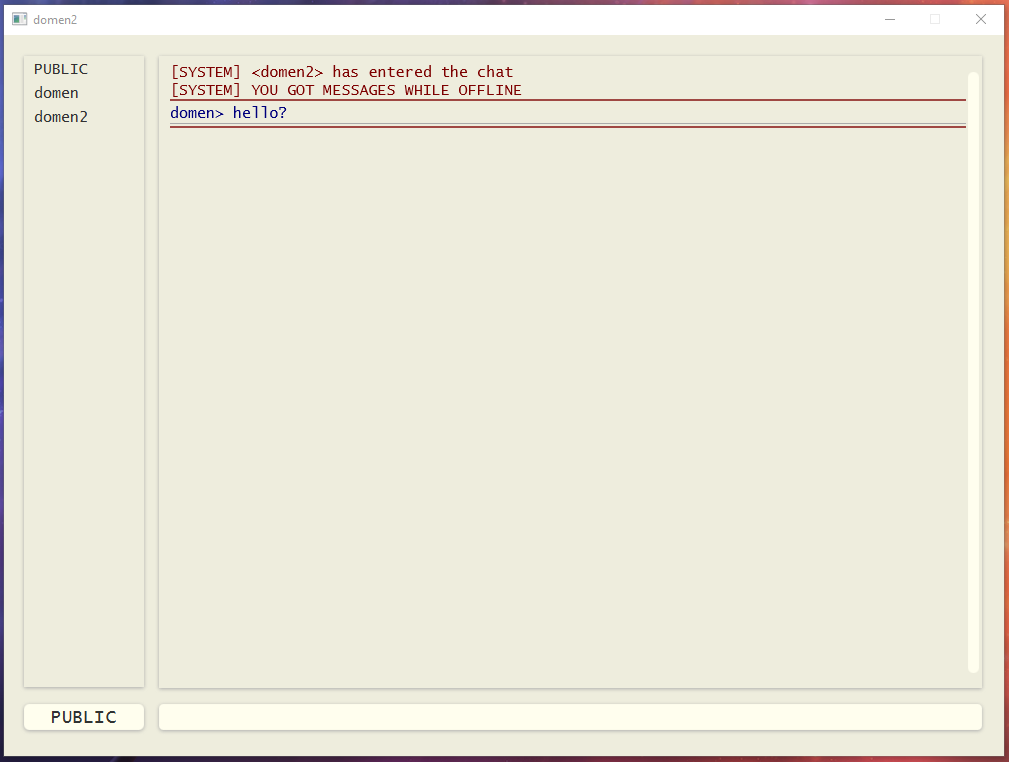 domen2
PUBLIC
domen
domen2
[SYSTEM] <domen2> has entered the chat
[SYSTEM] YOU GOT MESSAGES WHILE OFFLINE
domen> hello?
PUBLIC